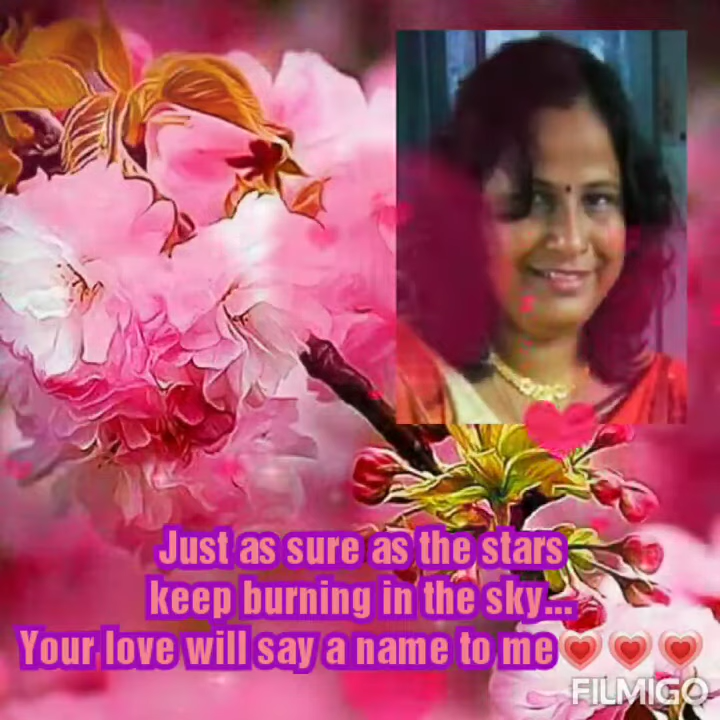 Just as sure as the stars
keep burning in the sky...
Your love will say a name to me💗💗💗
FILMIGO